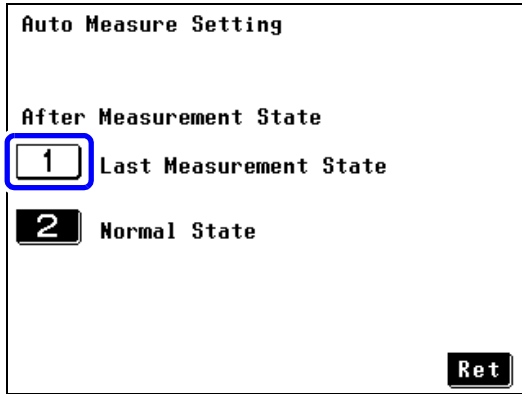 Auto Measure Setting
After Measurement State
1 Last Measurement State
2 Normal State
Ret